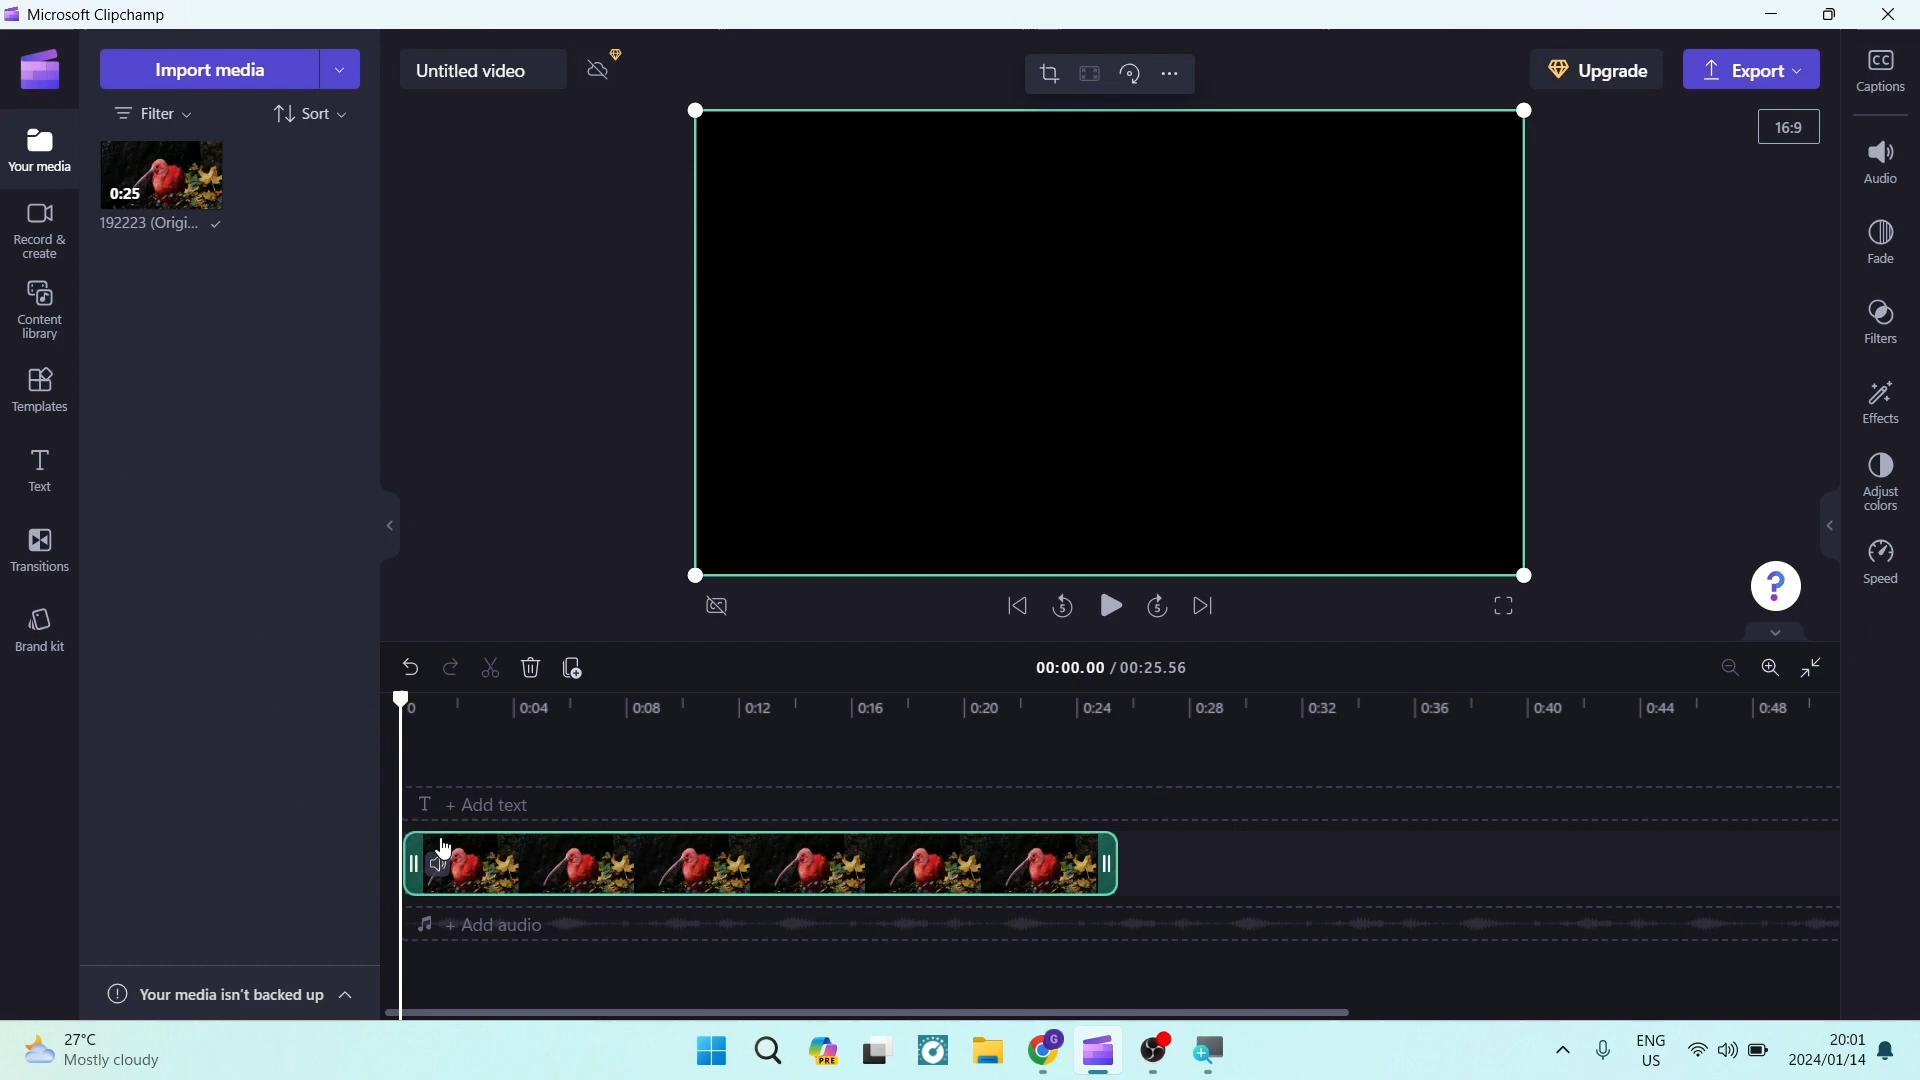 Microsoft Clipchamp
Import media
Untitled video
Upgrade
Export
Captions
Filter
Sort
16:9
Your media
0:25
192223 (Origi...
Audio
Record &
create
Fade
Content
library
Filters
Templates
Effects
Text
Adjust
colors
Transitions
Speed
?
5
5
Brand kit
00:00.00 / 00:25.56
0
0:04
0:08
0:12
0:16
0:20
0:24
0:28
0:32
0:36
0:40
0:44
0:48
T + Add text
+ Add audio
Your media isn't backed up
27°C
Mostly cloudy
PRE
G
ENG
US
20:01
2024/01/14